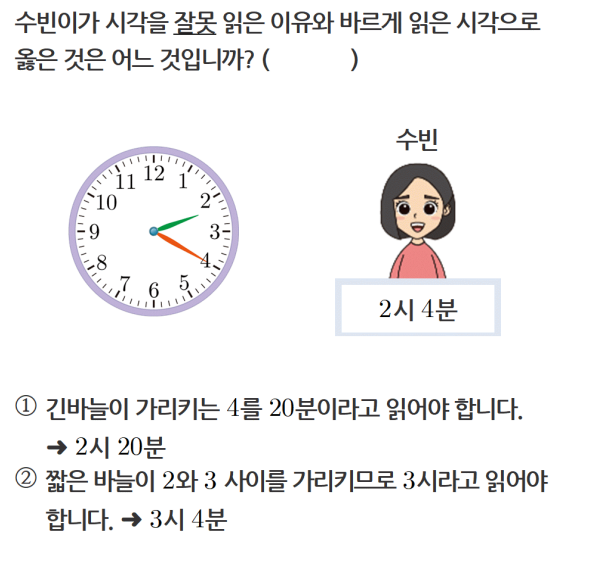 수빈이가 시각을 잘못 읽은 이유와 바르게 읽은 시각으로
옳은 것은 어느 것입니까? (          )
수빈
12
11 1
10 2
9 3
8 4
7 5
6
2시 4분
① 긴바늘이 가리키는 4를 20분이라고 읽어야 합니다.
➜ 2시 20분
② 짧은 바늘이 2와 3 사이를 가리키므로 3시라고 읽어야
합니다. ➜ 3시 4분